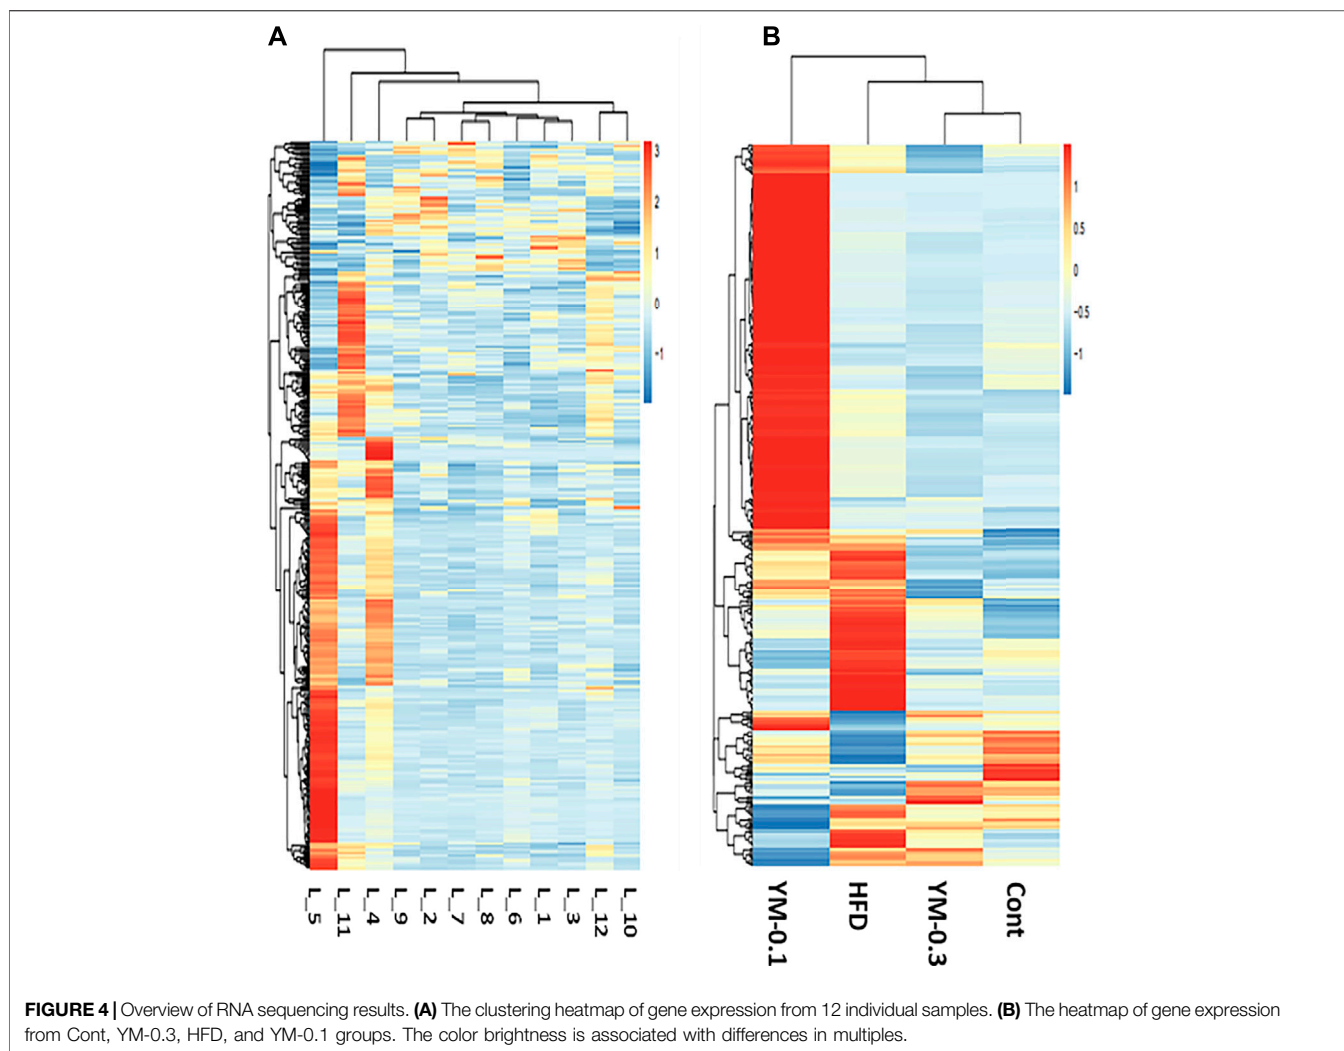 A
B
3
2
1
0
-1
1
0.5
0
-0.5
-1
L_5
L_11
L_4
L_9
L_2
L_7
L_8
L_6
L_1
L_3
L_12
L_10
YM-0.1
HFD
YM-0.3
Cont
FIGURE 4 | Overview of RNA sequencing results. (A) The clustering heatmap of gene expression from 12 individual samples. (B) The heatmap of gene expression
from Cont, YM-0.3, HFD, and YM-0.1 groups. The color brightness is associated with differences in multiples.